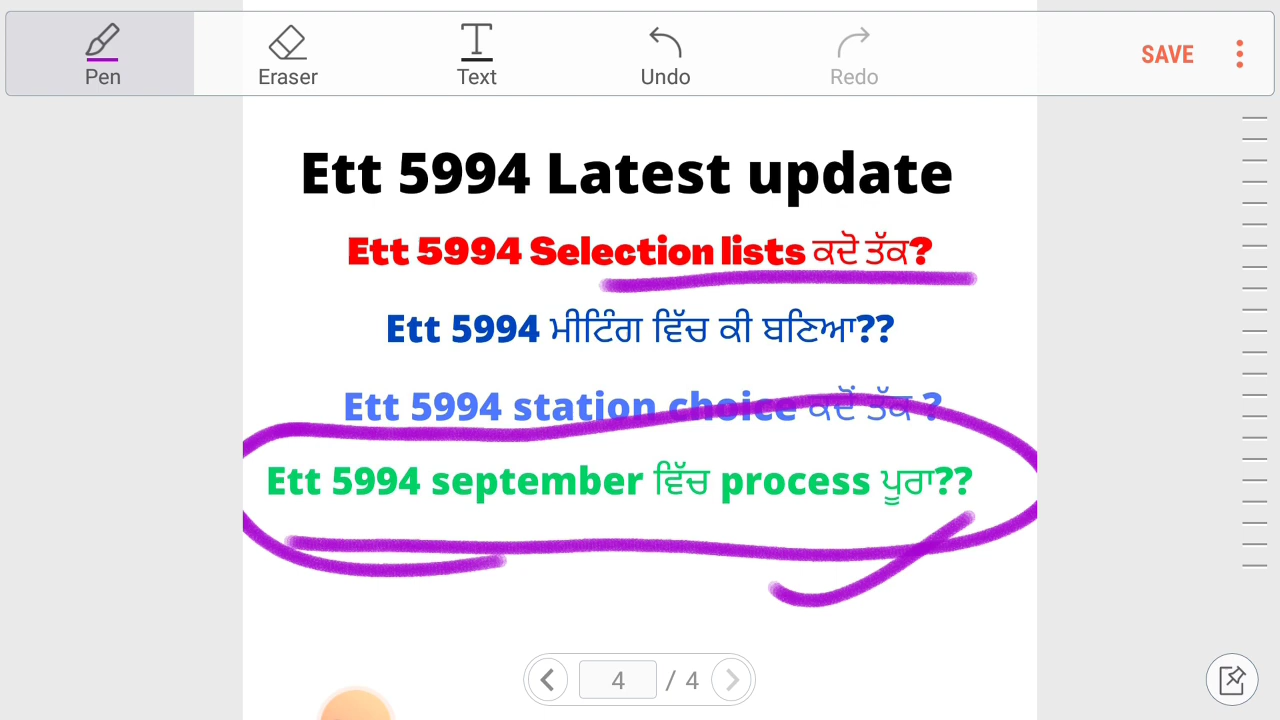 Pen
Eraser
Text
Undo
Redo
SAVE
Ett 5994 Latest update
Ett 5994 Selection lists ਕਦੋ ਤੱਕ?
Ett 5994 ਮੀਟਿੰਗ ਵਿੱਚ ਕੀ ਬਣਿਆ??
Ett 5994 station choice ਕਦੋਂ ਤੱਕ ?
Ett 5994 september ਵਿੱਚ process ਪੂਰਾ??
4 / 4